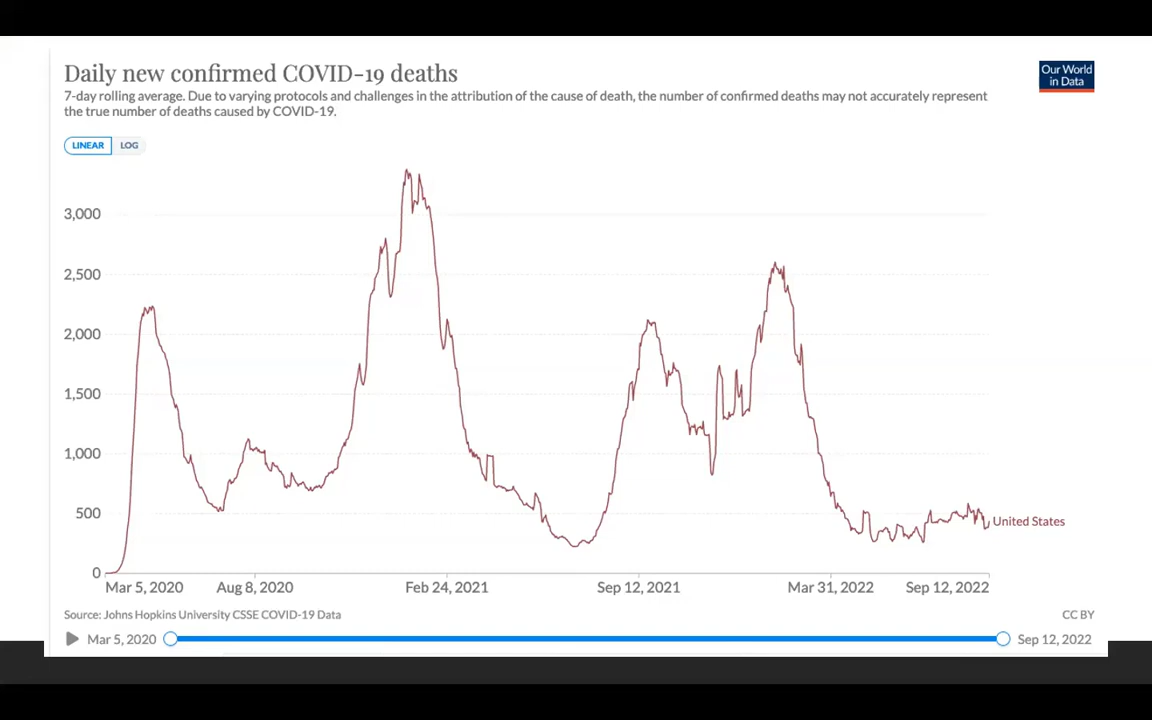 Daily new confirmed COVID-19 deaths
Our World
in Data
7-day rolling average. Due to varying protocols and challenges in the attribution of the cause of death, the number of confirmed deaths may not accurately represent
the true number of deaths caused by COVID-19.
LINEAR LOG
3,000
2,500
2,000
1,500
1,000
500
United States
0
Mar 5, 2020 Aug 8, 2020 Feb 24, 2021 Sep 12, 2021 Mar 31, 2022 Sep 12, 2022
Source: Johns Hopkins University CSSE COVID-19 Data CC BY
Mar 5, 2020 Sep 12, 2022